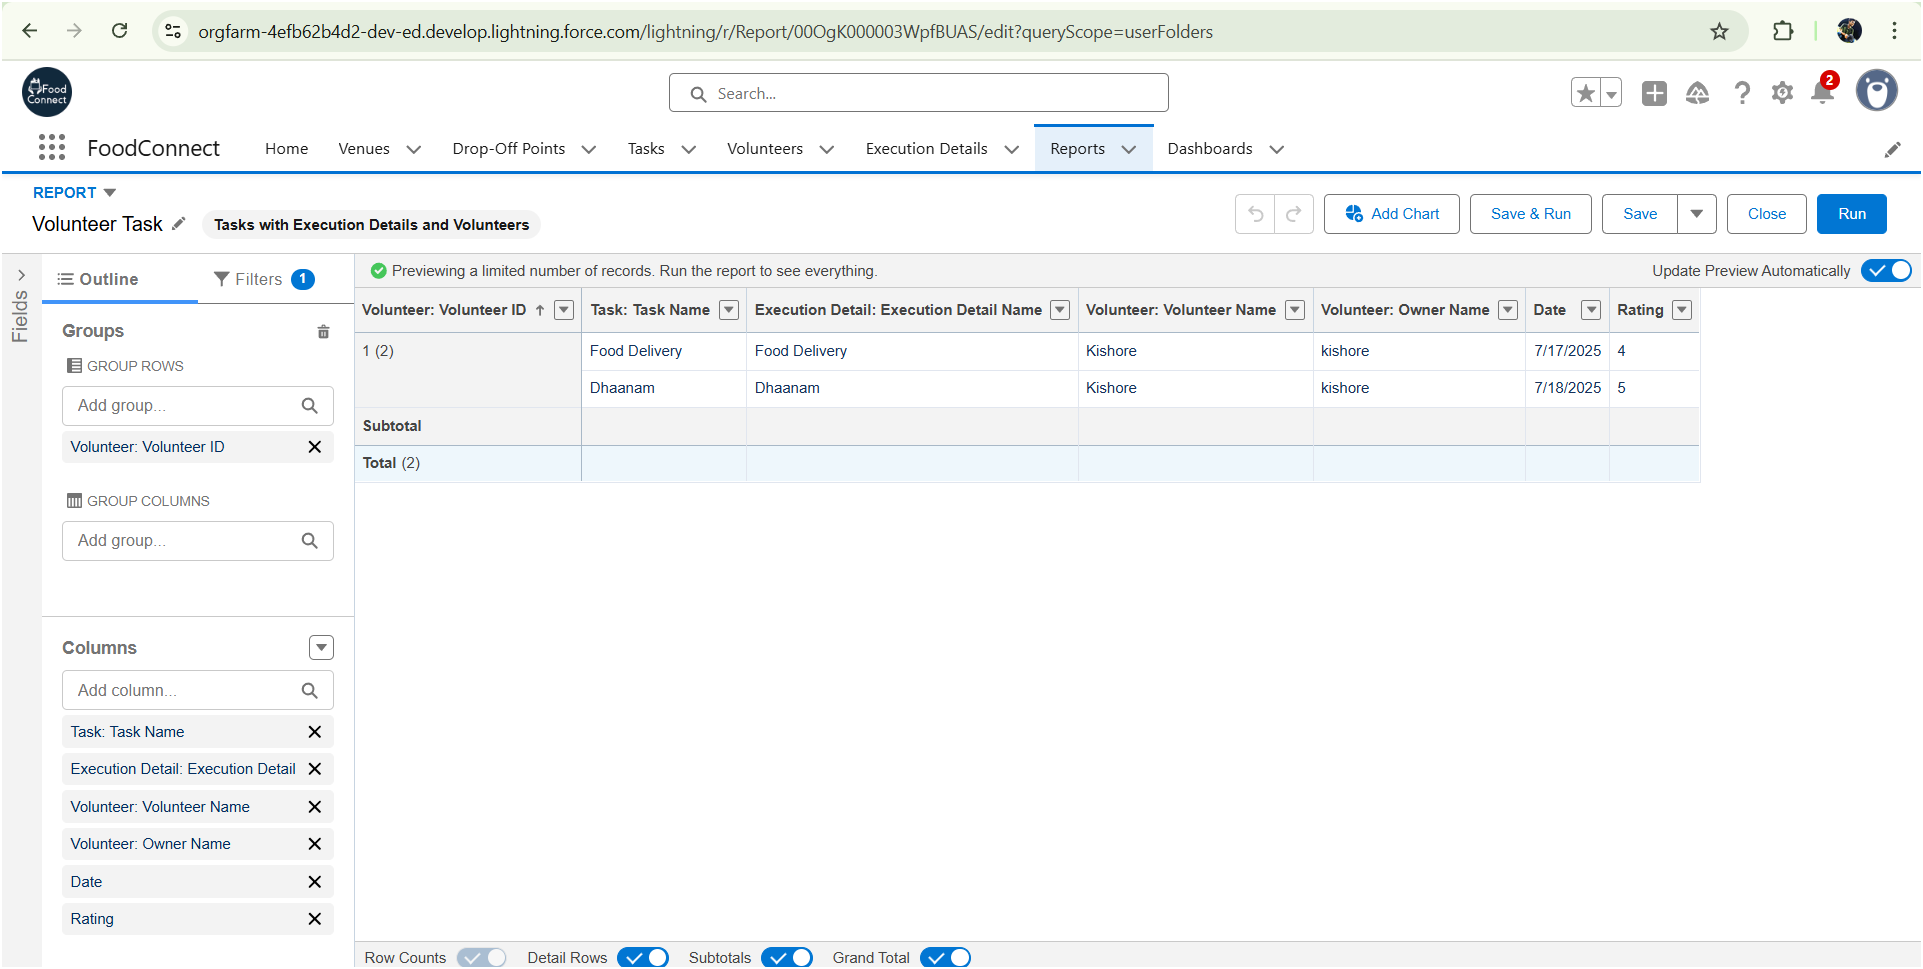 orgfarm-4efb62b4d2-dev-ed.develop.lightning.force.com/lightning/r/Report/00OgK000003WpfBUAS/edit?queryScope=userFolders
Food
Connect
Search...
2
FoodConnect
Home
Venues
Drop-Off Points
Tasks
Volunteers
Execution Details
Reports
Dashboards
REPORT
Volunteer Task
Tasks with Execution Details and Volunteers
Add Chart
Save & Run
Save
Close
Run
Fields
Outline
Filters 1
Previewing a limited number of records. Run the report to see everything.
Update Preview Automatically
Groups
GROUP ROWS
Add group...
Volunteer: Volunteer ID
GROUP COLUMNS
Add group...
Columns
Add column...
Task: Task Name
Execution Detail: Execution Detail
Volunteer: Volunteer Name
Volunteer: Owner Name
Date
Rating
Volunteer: Volunteer ID Task: Task Name Execution Detail: Execution Detail Name Volunteer: Volunteer Name Volunteer: Owner Name Date Rating
1 (2) Food Delivery Food Delivery Kishore kishore 7/17/2025 4
Dhaanam Dhaanam Kishore kishore 7/18/2025 5
Subtotal
Total (2)
Row Counts Detail Rows Subtotals Grand Total